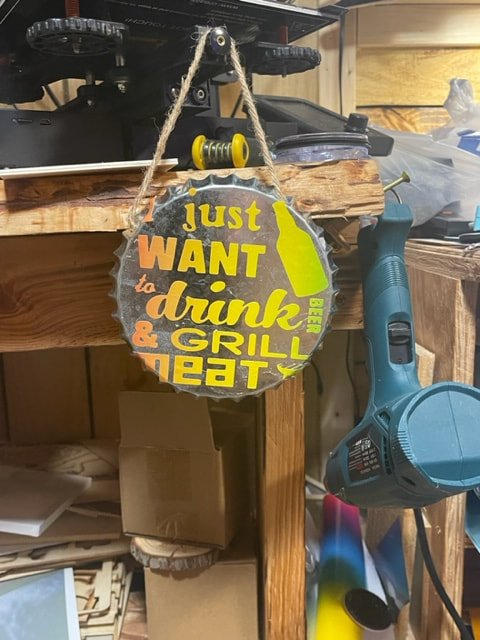 I just
WANT
to drink
BEER
& GRILL
meat